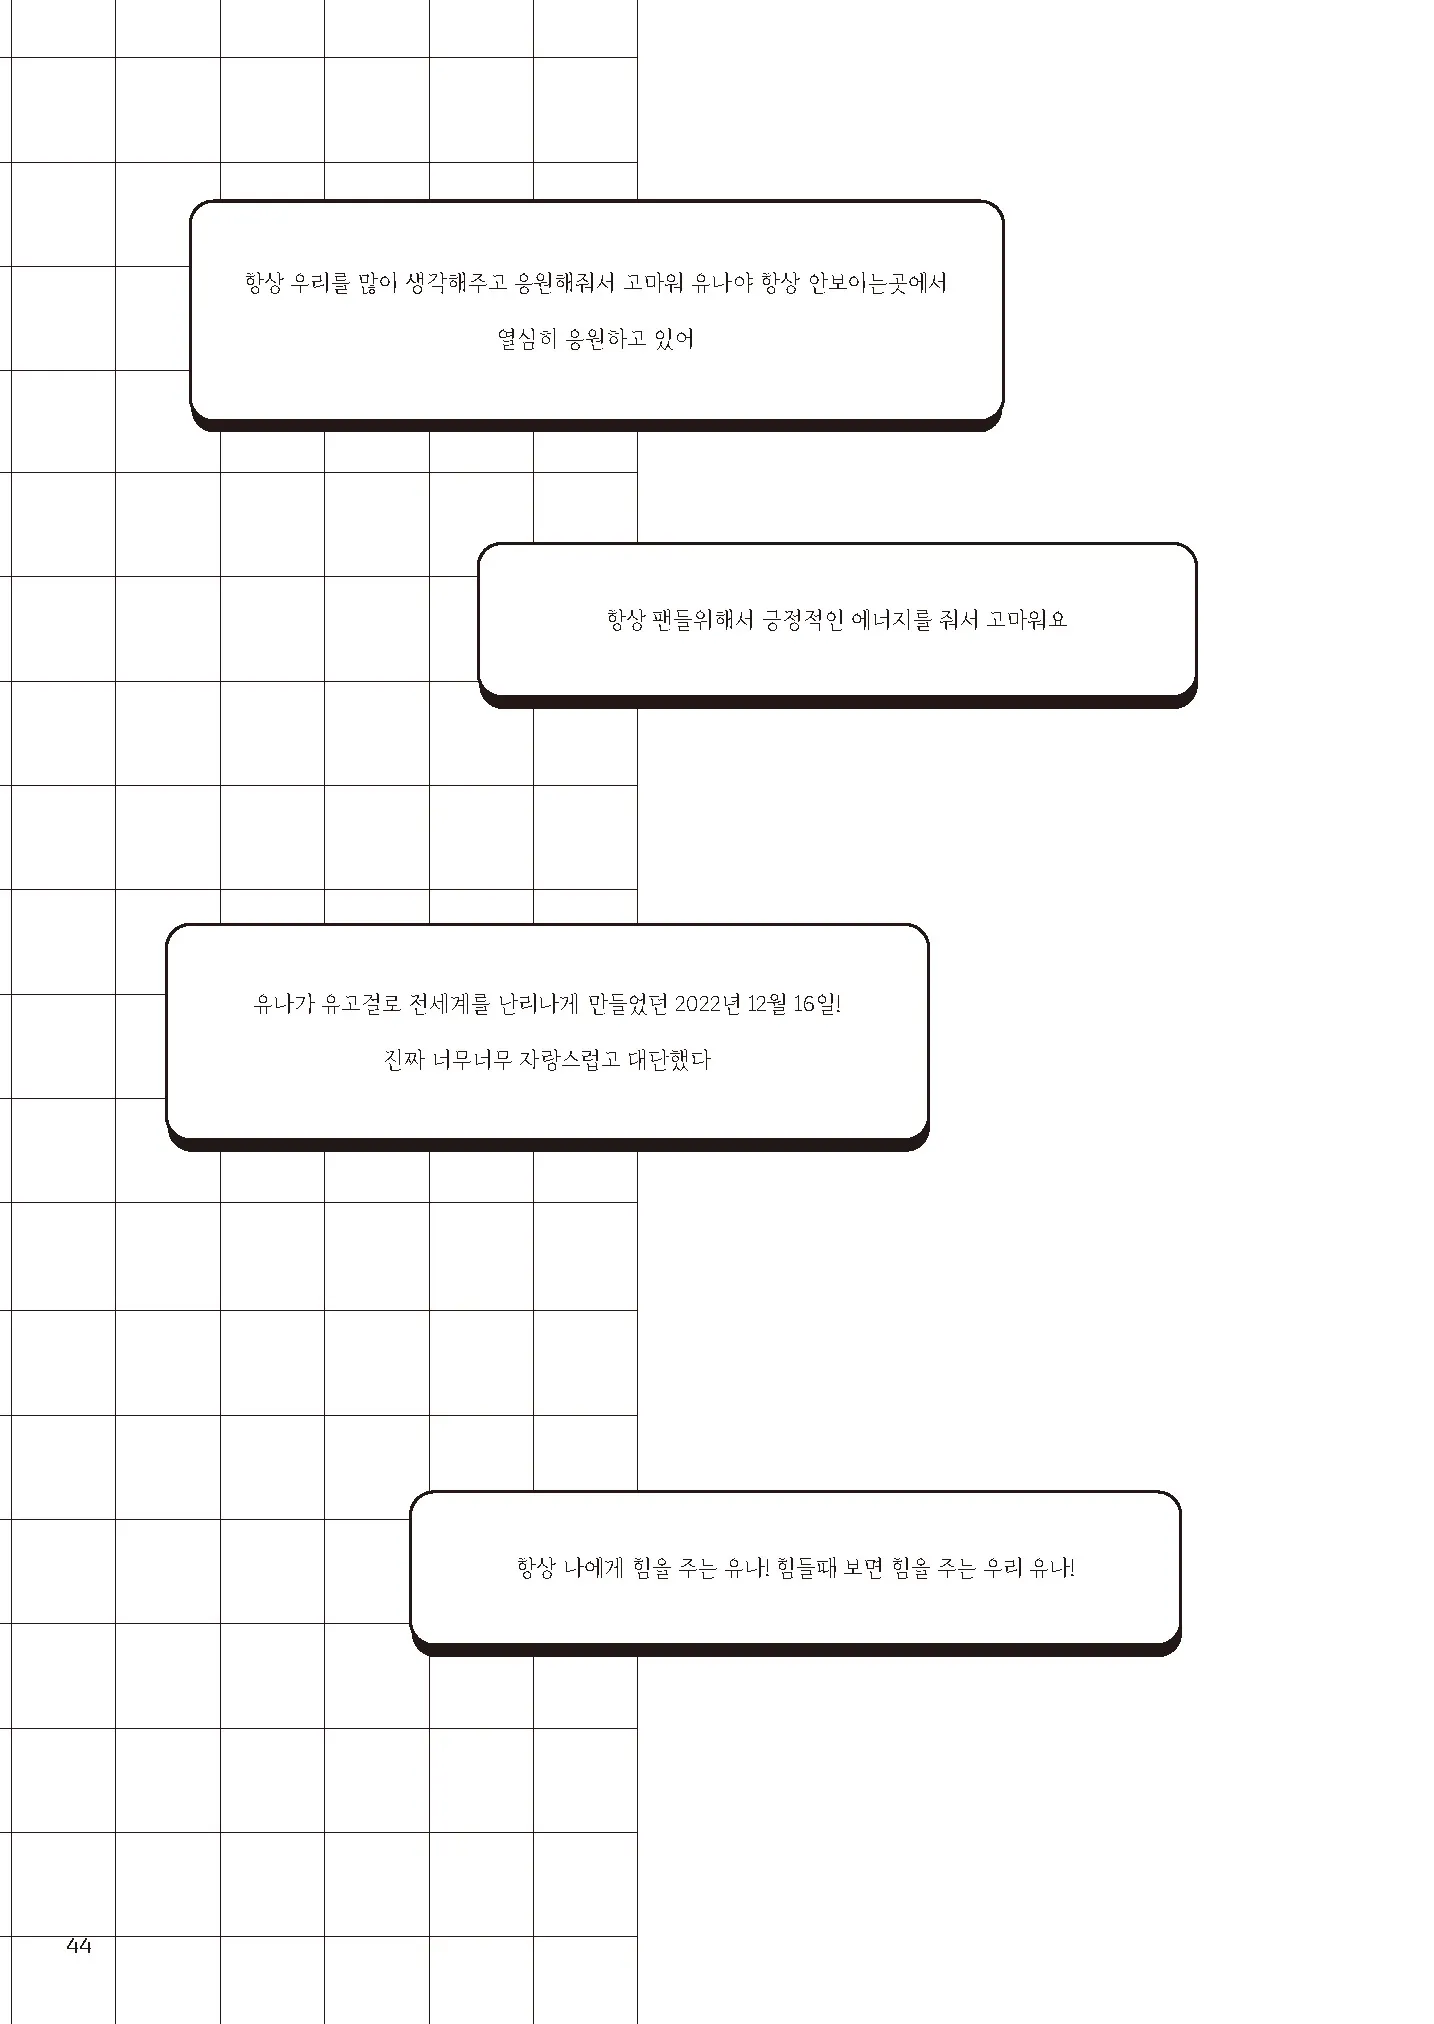 항상 우리를 많이 생각해주고 응원해줘서 고마워 유나야 항상 안보이는곳에서
열심히 응원하고 있어
항상 팬들위해서 긍정적인 에너지를 줘서 고마워요
유나가 유고걸로 전세계를 난리나게 만들었던 2022년 12월 16일!
진짜 너무너무 자랑스럽고 대단했다
항상 나에게 힘을 주는 유나! 힘들때 보면 힘을 주는 우리 유나!
44